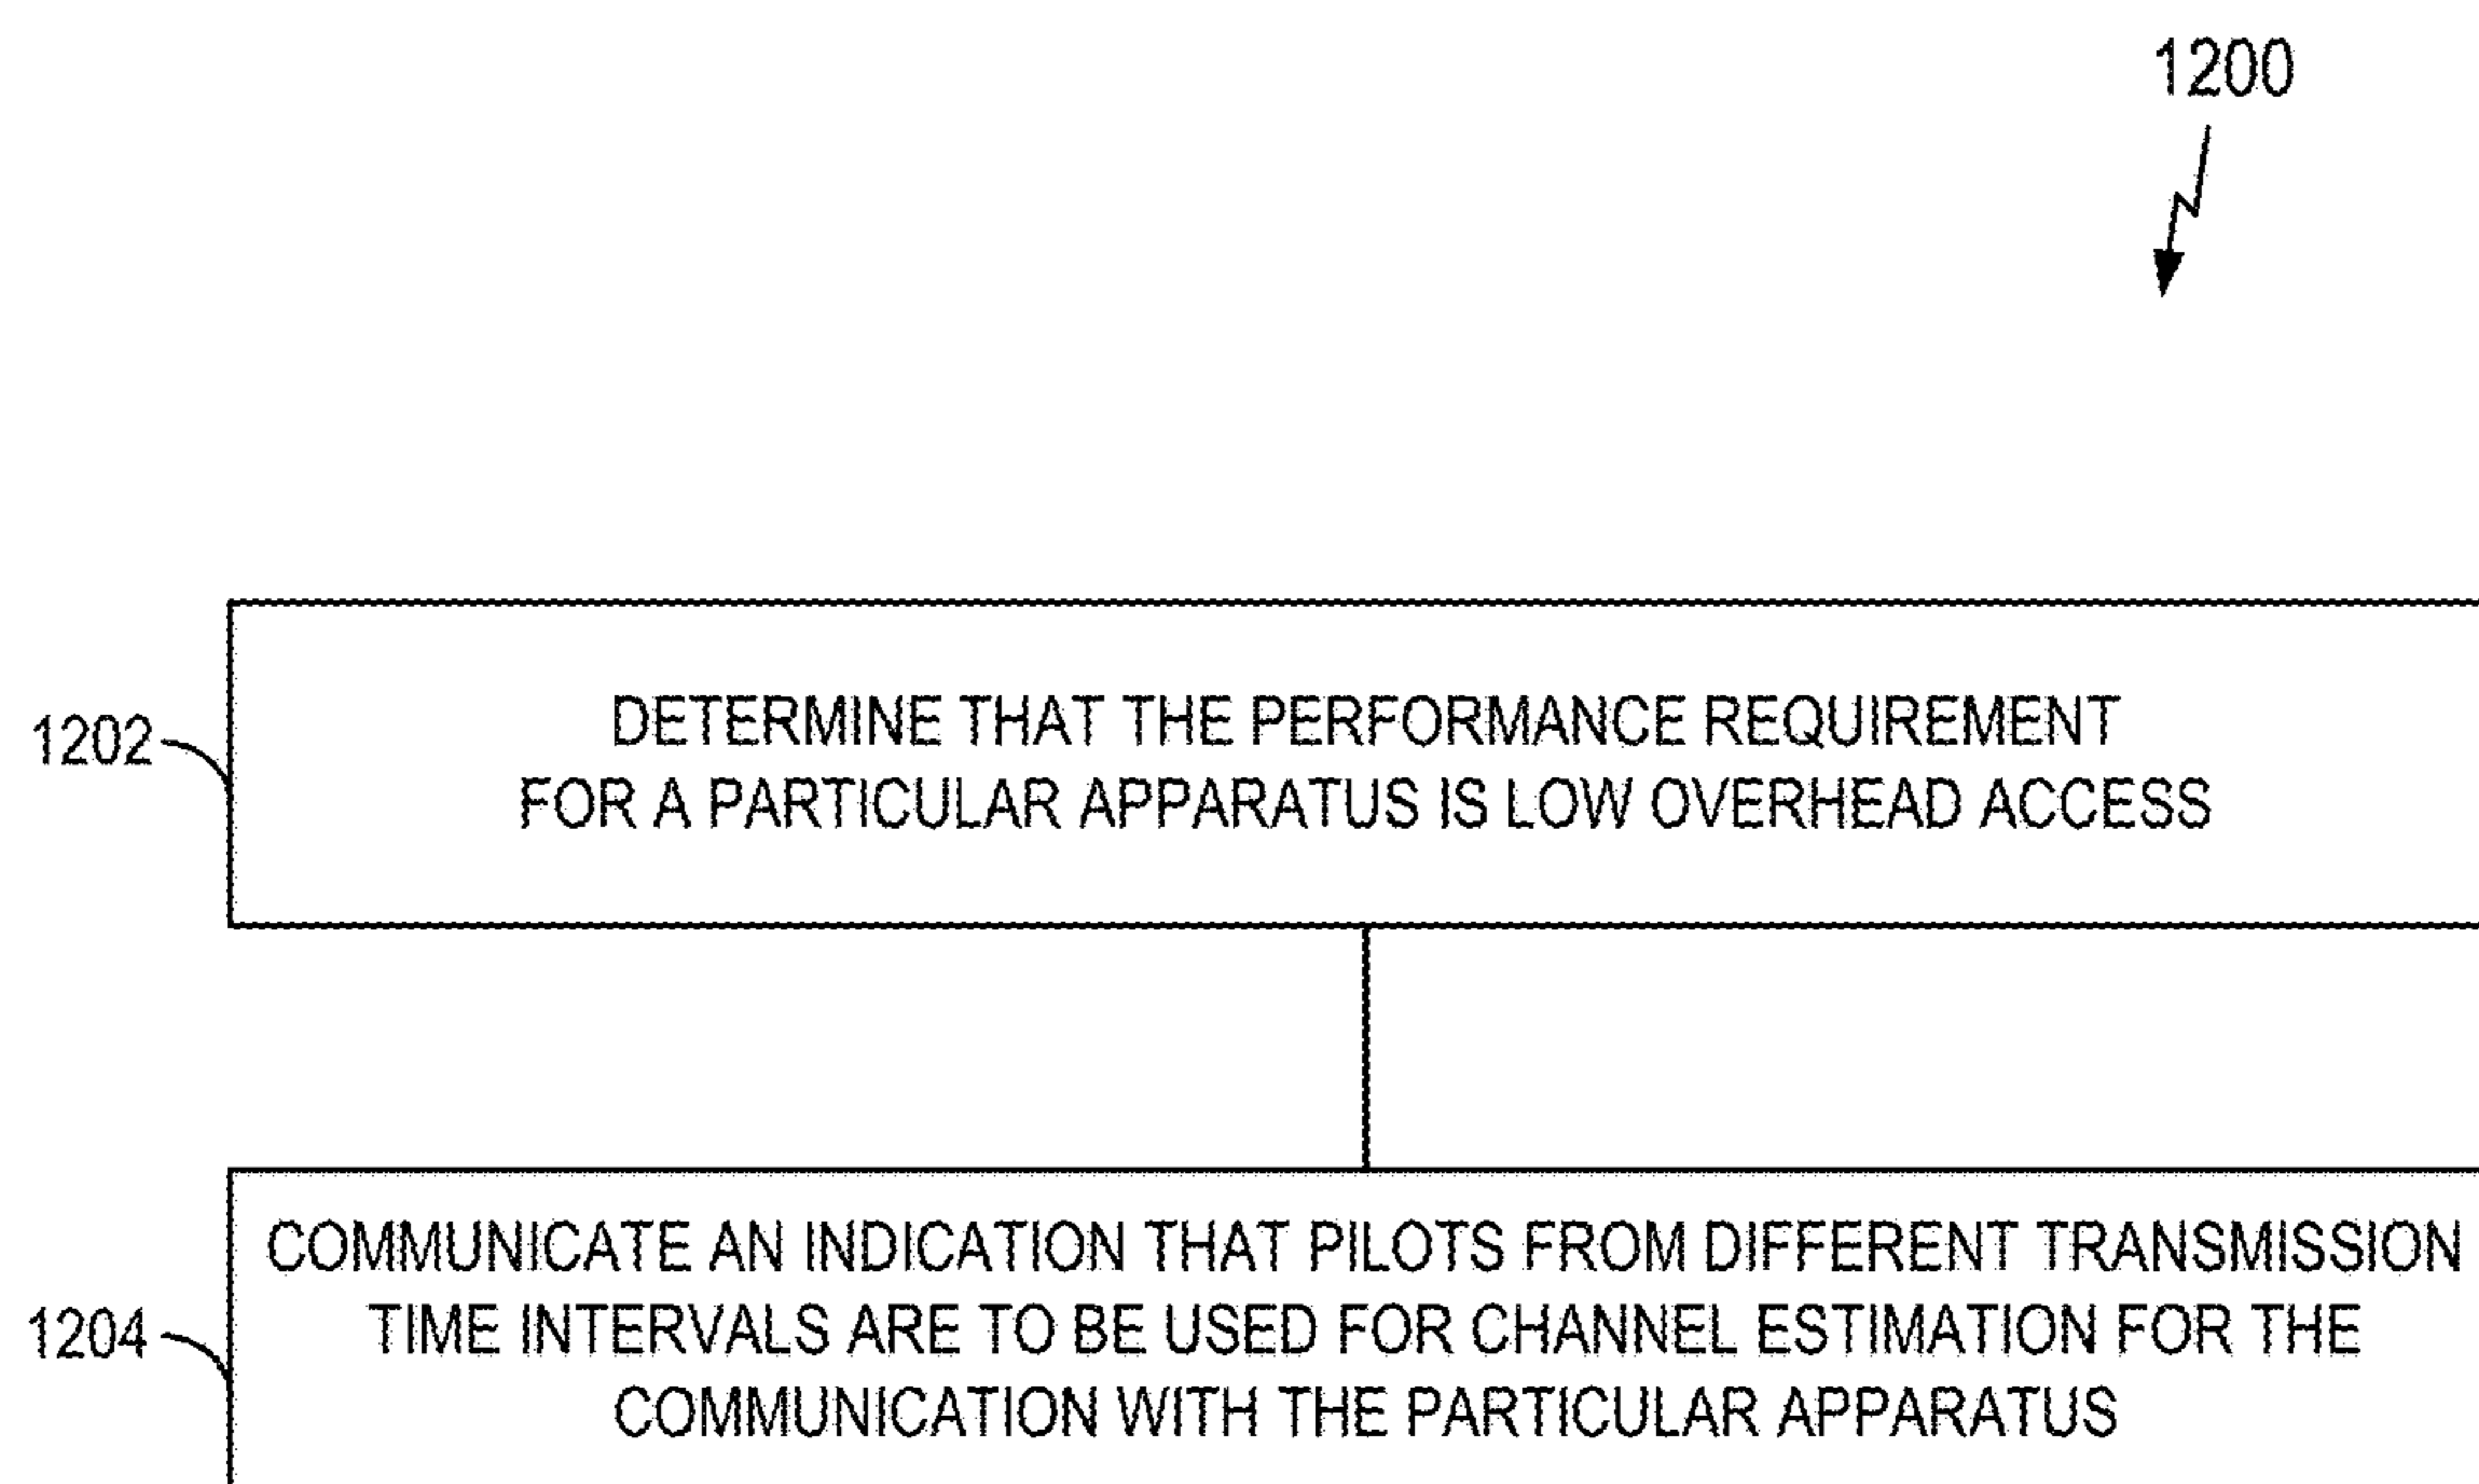 1200
1202
DETERMINE THAT THE PERFORMANCE REQUIREMENT
FOR A PARTICULAR APPARATUS IS LOW OVERHEAD ACCESS
1204
COMMUNICATE AN INDICATION THAT PILOTS FROM DIFFERENT TRANSMISSION
TIME INTERVALS ARE TO BE USED FOR CHANNEL ESTIMATION FOR THE
COMMUNICATION WITH THE PARTICULAR APPARATUS